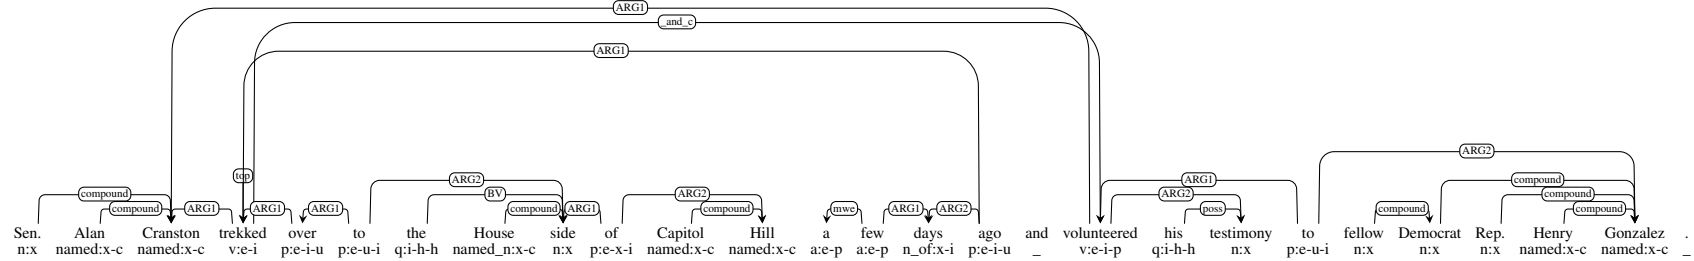 ARG1
_and_c
ARG1
ARG2
top
ARG2 ARG1 compound
compound BV ARG2 ARG2 compound
compound ARG1 ARG1 ARG1 compound ARG1 compound mwe ARG1 ARG2 poss compound compound
Sen. Alan Cranston trekked over to the House side of Capitol Hill a few days ago and volunteered his testimony to fellow Democrat Rep. Henry Gonzalez .
n:x named:x-c named:x-c v:e-i p:e-i-u p:e-u-i q:i-h-h named_n:x-c n:x p:e-x-i named:x-c named:x-c a:e-p a:e-p n_of:x-i p:e-i-u _ v:e-i-p q:i-h-h n:x p:e-u-i n:x n:x n:x named:x-c named:x-c _